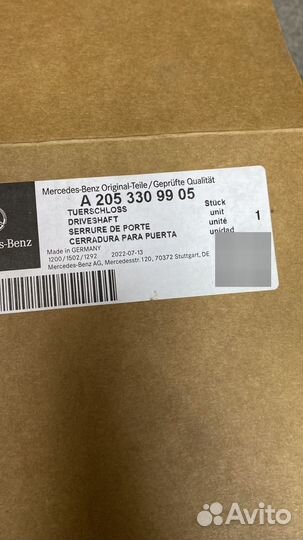 Mercedes-Benz Original-Teile/Geprüfte Qualität
A 205 330 99 05
TUERSCHLOSS
DRIVESHAFT
SERRURE DE PORTE
CERRADURA PARA PUERTA
Stück
unit
unité
unidad
1
Made in GERMANY
1200/1502/1292 2022-07-13
Mercedes-Benz AG, Mercedesstr. 120, 70372 Stuttgart, DE
s-Benz
Avito